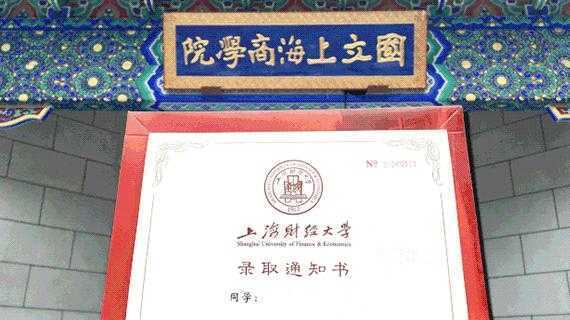 國立上海商學院
Nº
上海财经大学
Shanghai University of Finance & Economics
录取通知书
同学：